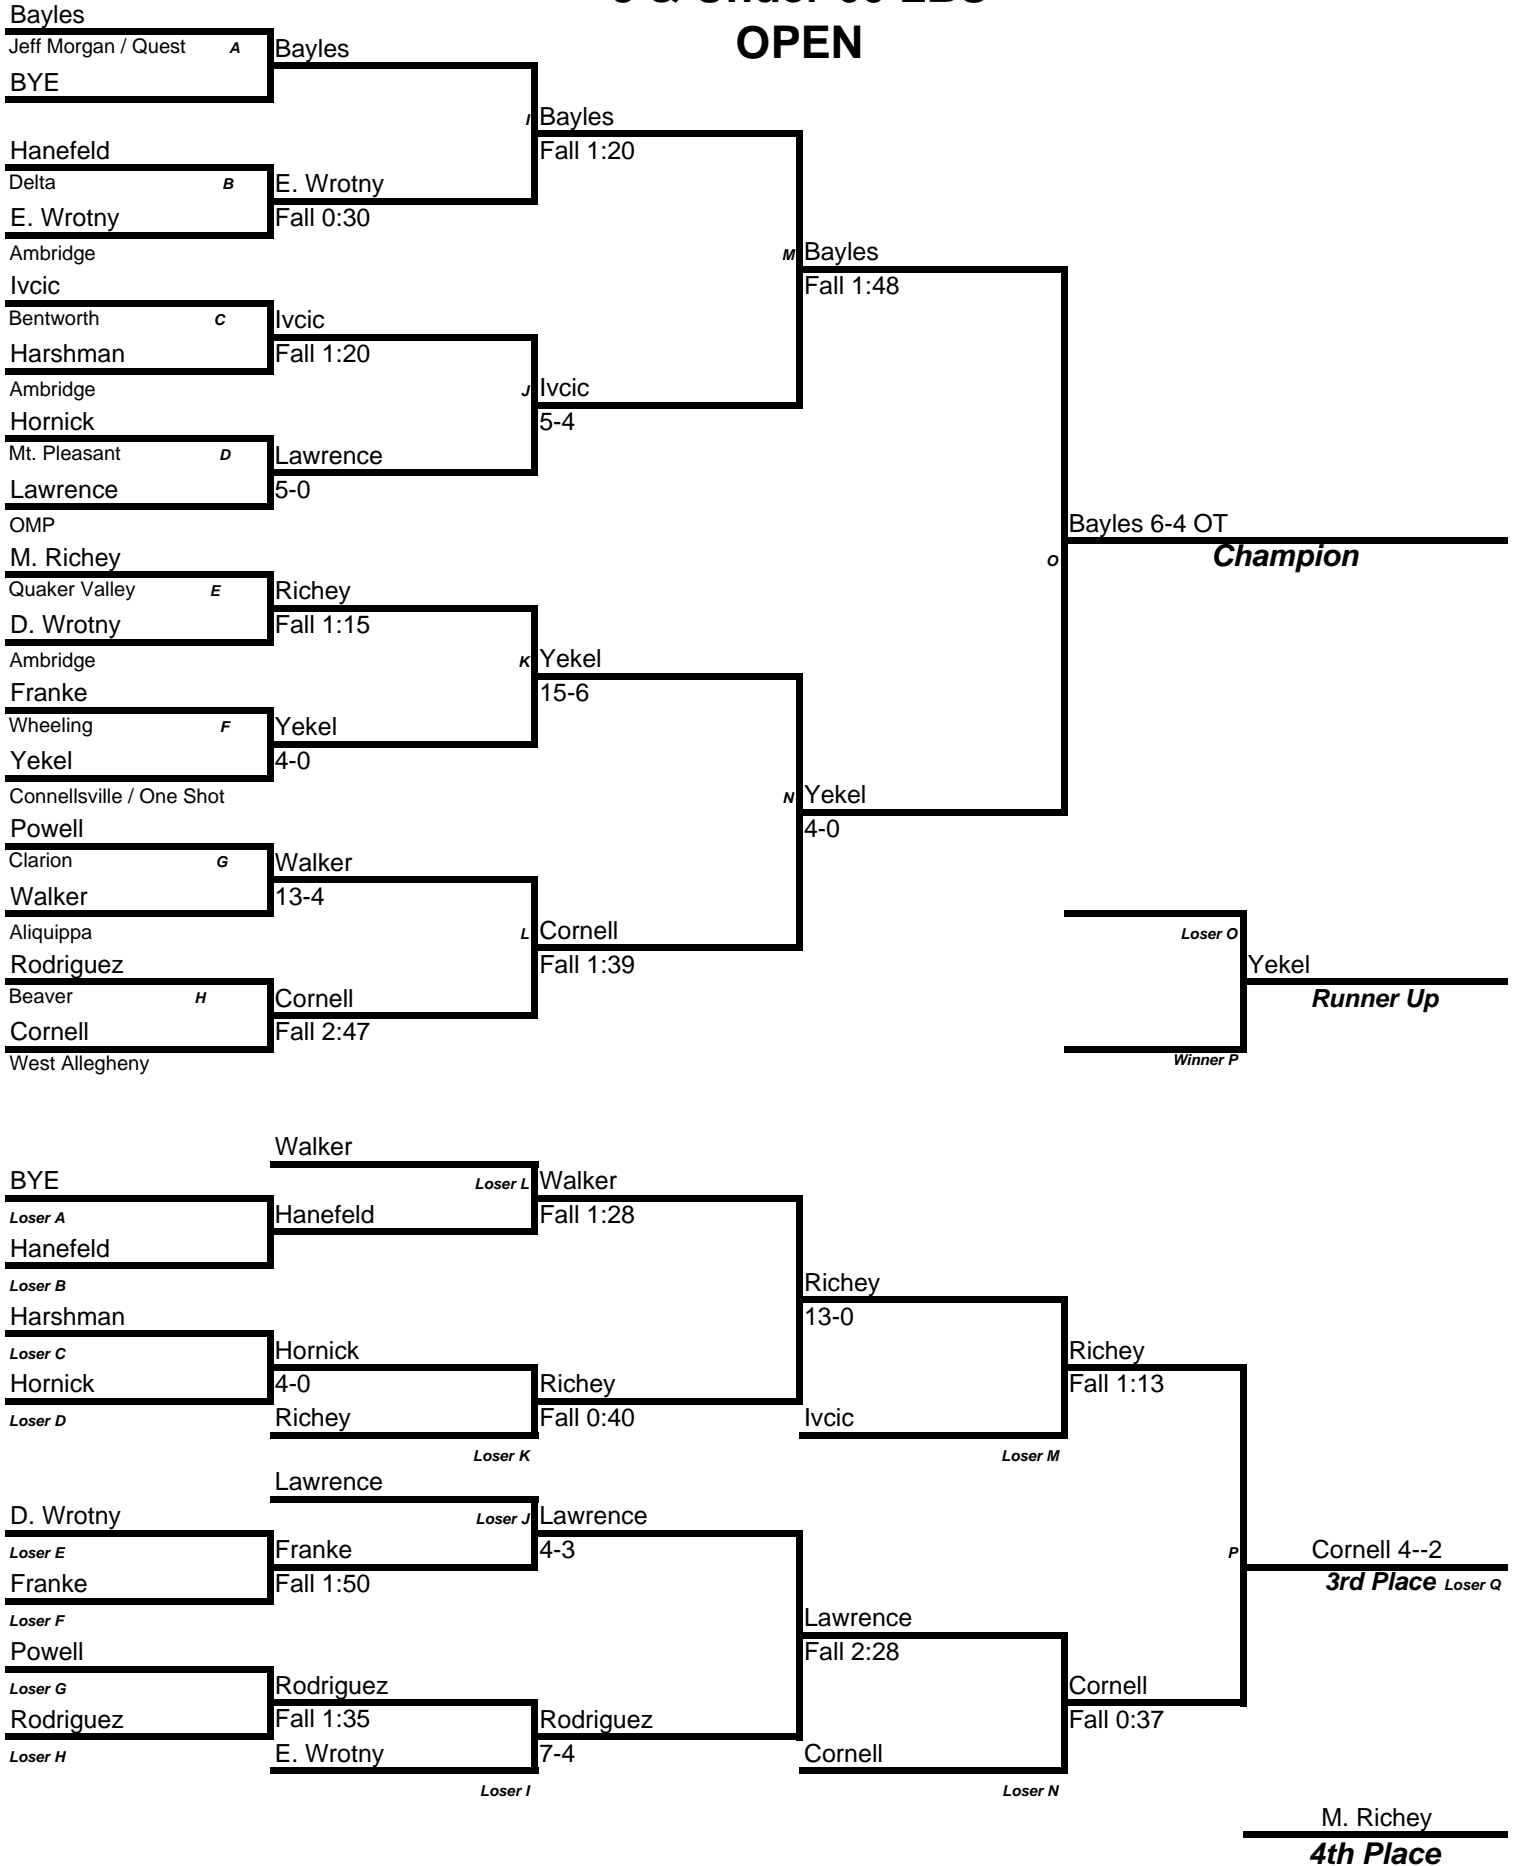 OPEN
Bayles
Jeff Morgan / Quest A
Bayles
BYE
I Bayles
Fall 1:20
Hanefeld
Delta B
E. Wrotny
E. Wrotny
Fall 0:30
Ambridge
M Bayles
Fall 1:48
Ivcic
Bentworth C
Ivcic
Harshman
Fall 1:20
Ambridge
J Ivcic
5-4
Hornick
Mt. Pleasant D
Lawrence
Lawrence
5-0
OMP
Bayles 6-4 OT
O Champion
M. Richey
Quaker Valley E
Richey
D. Wrotny
Fall 1:15
Ambridge
K Yekel
15-6
Franke
Wheeling F
Yekel
Yekel
4-0
Connellsville / One Shot
N Yekel
4-0
Powell
Clarion G
Walker
Walker
13-4
Aliquippa
L Cornell
Fall 1:39
Loser O
Yekel
Runner Up
Winner P
Rodriguez
Beaver H
Cornell
Cornell
Fall 2:47
West Allegheny
Walker
BYE
Loser L Walker
Loser A
Hanefeld
Fall 1:28
Hanefeld
Loser B
Richey
13-0
Harshman
Loser C
Hornick
Richey
Hornick
4-0
Richey
Fall 1:13
Loser D
Richey
Fall 0:40
Ivcic
Loser K
Loser M
Lawrence
D. Wrotny
Loser J Lawrence
Loser E
Franke
4-3
P Cornell 4--2
Franke
Fall 1:50
3rd Place Loser Q
Loser F
Lawrence
Powell
Fall 2:28
Loser G
Rodriguez
Cornell
Rodriguez
Fall 1:35
Rodriguez
Fall 0:37
Loser H
E. Wrotny
7-4
Cornell
Loser I
Loser N
M. Richey
4th Place